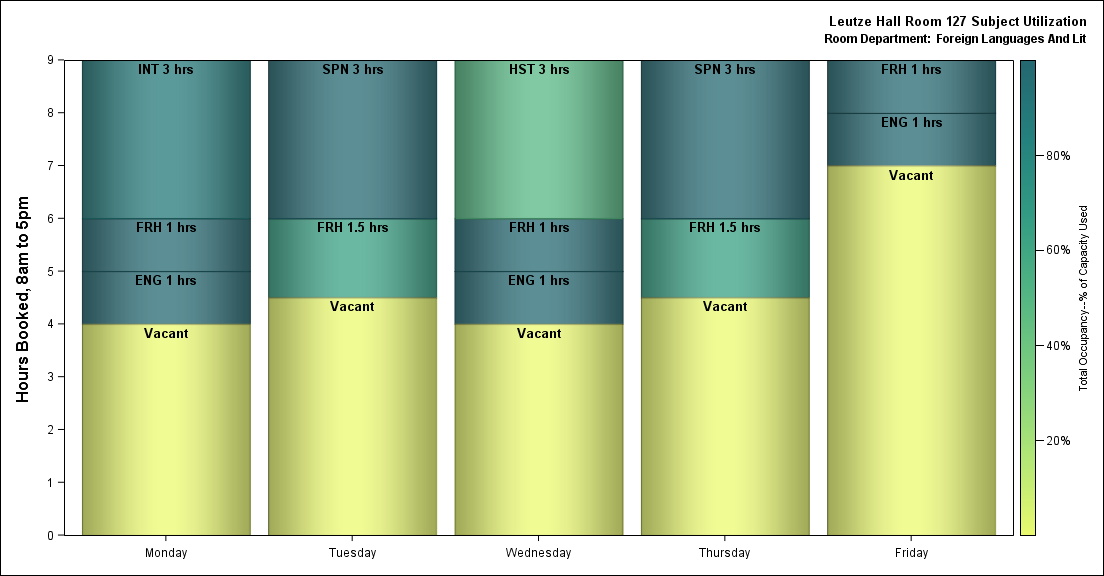 Leutze Hall Room 127 Subject Utilization
Room Department: Foreign Languages And Lit
Hours Booked, 8am to 5pm
9
8
7
6
5
4
3
2
1
0
INT 3 hrs
FRH 1 hrs
ENG 1 hrs
Vacant
SPN 3 hrs
FRH 1.5 hrs
Vacant
HST 3 hrs
FRH 1 hrs
ENG 1 hrs
Vacant
SPN 3 hrs
FRH 1.5 hrs
Vacant
FRH 1 hrs
ENG 1 hrs
Vacant
Monday
Tuesday
Wednesday
Thursday
Friday
80%
60%
40%
20%
Total Occupancy--% of Capacity Used